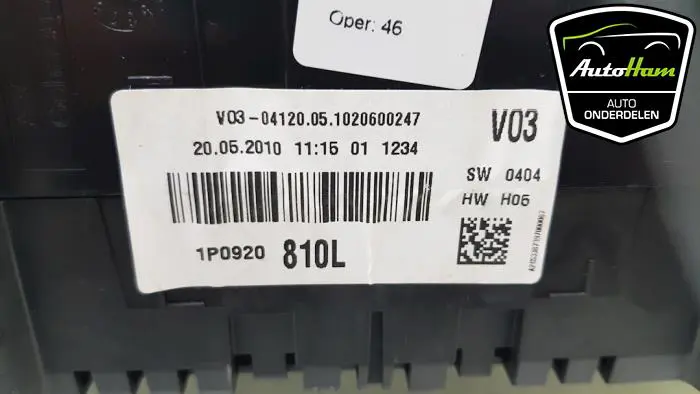 Oper: 46
AutoHam
AUTO
ONDERDELEN
V03-04120.05.1020600247
20.05.2010 11:15 01 1234
V03
SW 0404
HW H05
1P0920 810L